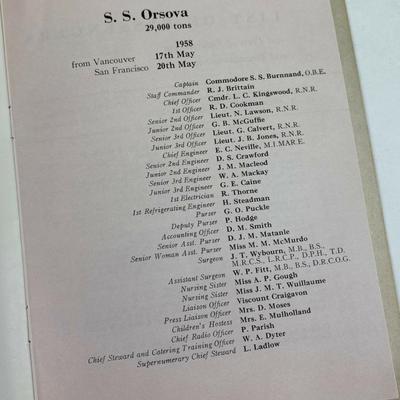 S. S. Orsova
29,000 tons
1958
from Vancouver 17th May
San Francisco 20th May
Captain Commodore S. S. Burnnand, O.B.E.
Staff Commander R. J. Brittain
Chief Officer Cmdr. L. C. Kingswood, R.N.R.
1st Officer R. D. Cookman
Senior 2nd Officer Lieut. N. Lawson, R.N.R.
Junior 2nd Officer G. B. McGuffie
Senior 3rd Officer Lieut. G. Calvert, R.N.R.
Junior 3rd Officer Lieut. J. B. Jones, R.N.R.
Chief Engineer E. C. Neville, M.I.MAR.E.
Senior 2nd Engineer D. S. Crawford
Junior 2nd Engineer J. M. Macleod
Senior 3rd Engineer W. A. Mackay
Junior 3rd Engineer G. E. Caine
1st Electrician R. Thorne
1st Refrigerating Engineer H. Steadman
Purser G. O. Puckle
Deputy Purser P. Hodge
Accounting Officer D. M. Smith
Senior Asst. Purser D. J. M. Matanle
Senior Woman Asst. Purser Miss M. M. McMurdo
Surgeon J. T. Wybourn, M.B., B.S.,
M.R.C.S., L.R.C.P., D.P.H., T.D.
Assistant Surgeon W. P. Fitt, M.B., B.S., D.R.C.O.G.
Nursing Sister Miss A. P. Gough
Nursing Sister Miss J. M. T. Wuillaume
Liaison Officer Viscount Craigavon
Press Liaison Officer Mrs. D. Moses
Children's Hostess Mrs. E. Mulholland
Chief Radio Officer P. Parish
Chief Steward and Catering Training Officer W. A. Dyter
Supernumerary Chief Steward L. Ladlow